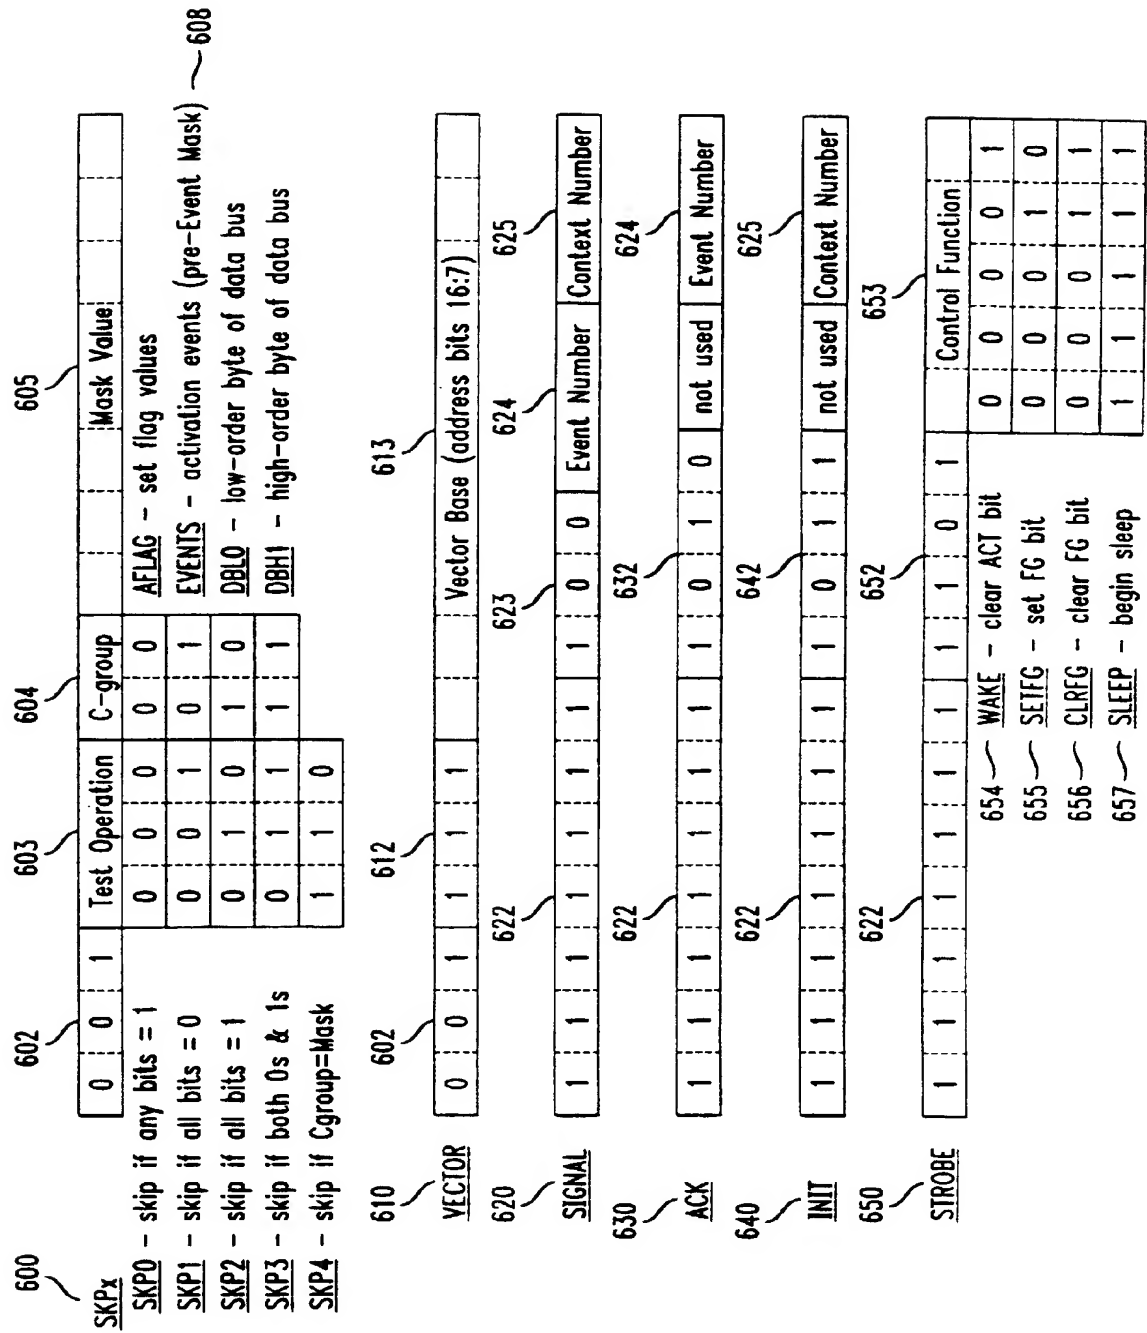 600
602
603
604
605
SKPx
0 0 1 Test Operation C-group Mask Value
SKP0 - skip if any bits = 1 0 0 0 0 0 AFLAG - set flag values
SKP1 - skip if all bits = 0 0 0 1 0 1 EVENTS - activation events (pre-Event Mask) 608
SKP2 - skip if all bits = 1 0 1 0 1 0 DBLO - low-order byte of data bus
SKP3 - skip if both 0s & 1s 0 1 1 1 1 DBH1 - high-order byte of data bus
SKP4 - skip if Cgroup=Mask 1 1 0
610 602 612 613
VECTOR 0 0 1 1 1 1 Vector Base (address bits 16:7)
620 622 623 624 625
SIGNAL 1 1 1 1 1 1 1 1 0 0 Event Number Context Number
630 622 632 624
ACK 1 1 1 1 1 1 1 1 0 1 0 not used Event Number
640 622 642 625
INIT 1 1 1 1 1 1 1 1 0 1 1 not used Context Number
650 622 652 653
STROBE 1 1 1 1 1 1 1 1 1 0 1 Control Function
654 WAKE - clear ACT bit 0 0 0 0 1
655 SETFG - set FG bit 0 0 0 1 0
656 CLRFG - clear FG bit 0 0 0 1 1
657 SLEEP - begin sleep 1 1 1 1 1